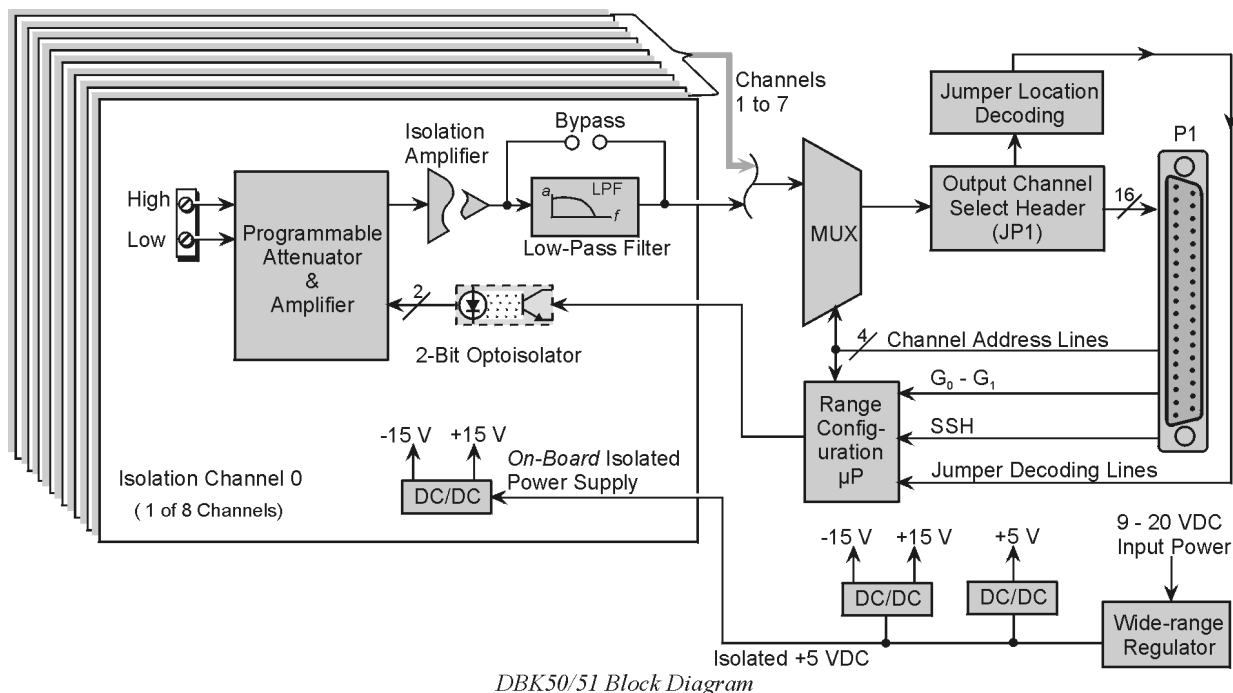 Channels
1 to 7
Jumper Location
Decoding
P1
Bypass
Isolation
Amplifier
High
Low
Programmable
Attenuator
&
Amplifier
a
LPF
f
Low-Pass Filter
MUX
Output Channel
Select Header
(JP1)
16
2
2-Bit Optoisolator
4
Channel Address Lines
G0 - G1
Range
Config-
uration
µP
SSH
Jumper Decoding Lines
-15 V
+15 V
On-Board Isolated
Power Supply
DC/DC
Isolation Channel 0
( 1 of 8 Channels)
-15 V
+15 V
+5 V
9 - 20 VDC
Input Power
DC/DC
DC/DC
Wide-range
Regulator
Isolated +5 VDC
DBK50/51 Block Diagram